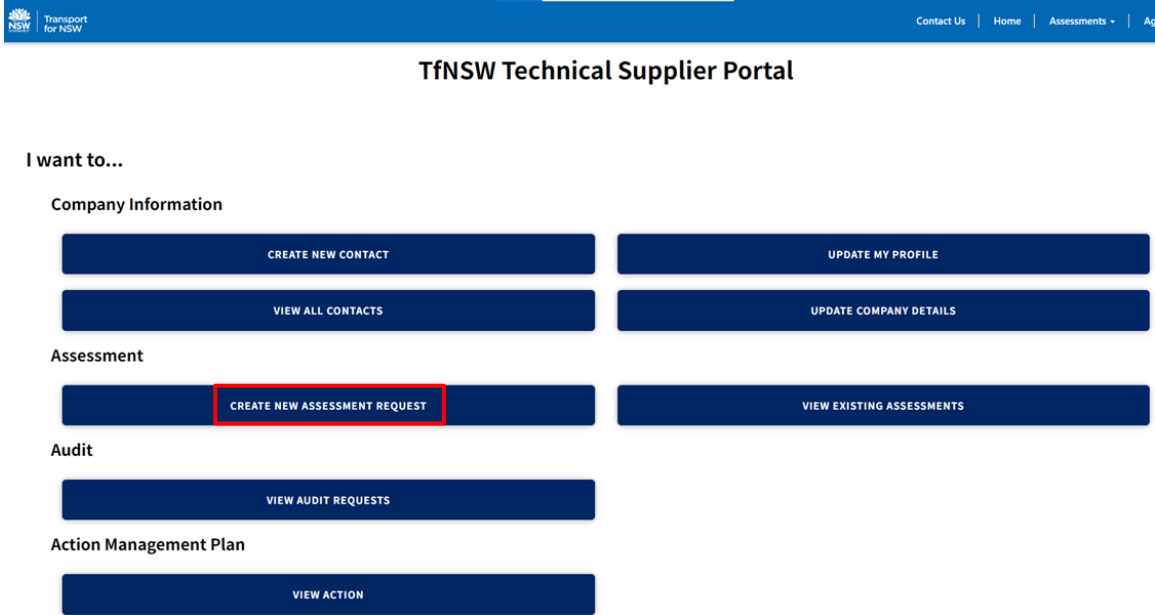 NSW
GOVERNMENT
Transport
for NSW
Contact Us
Home
Assessments
Ag
TfNSW Technical Supplier Portal
I want to...
Company Information
CREATE NEW CONTACT
UPDATE MY PROFILE
VIEW ALL CONTACTS
UPDATE COMPANY DETAILS
Assessment
CREATE NEW ASSESSMENT REQUEST
VIEW EXISTING ASSESSMENTS
Audit
VIEW AUDIT REQUESTS
Action Management Plan
VIEW ACTION